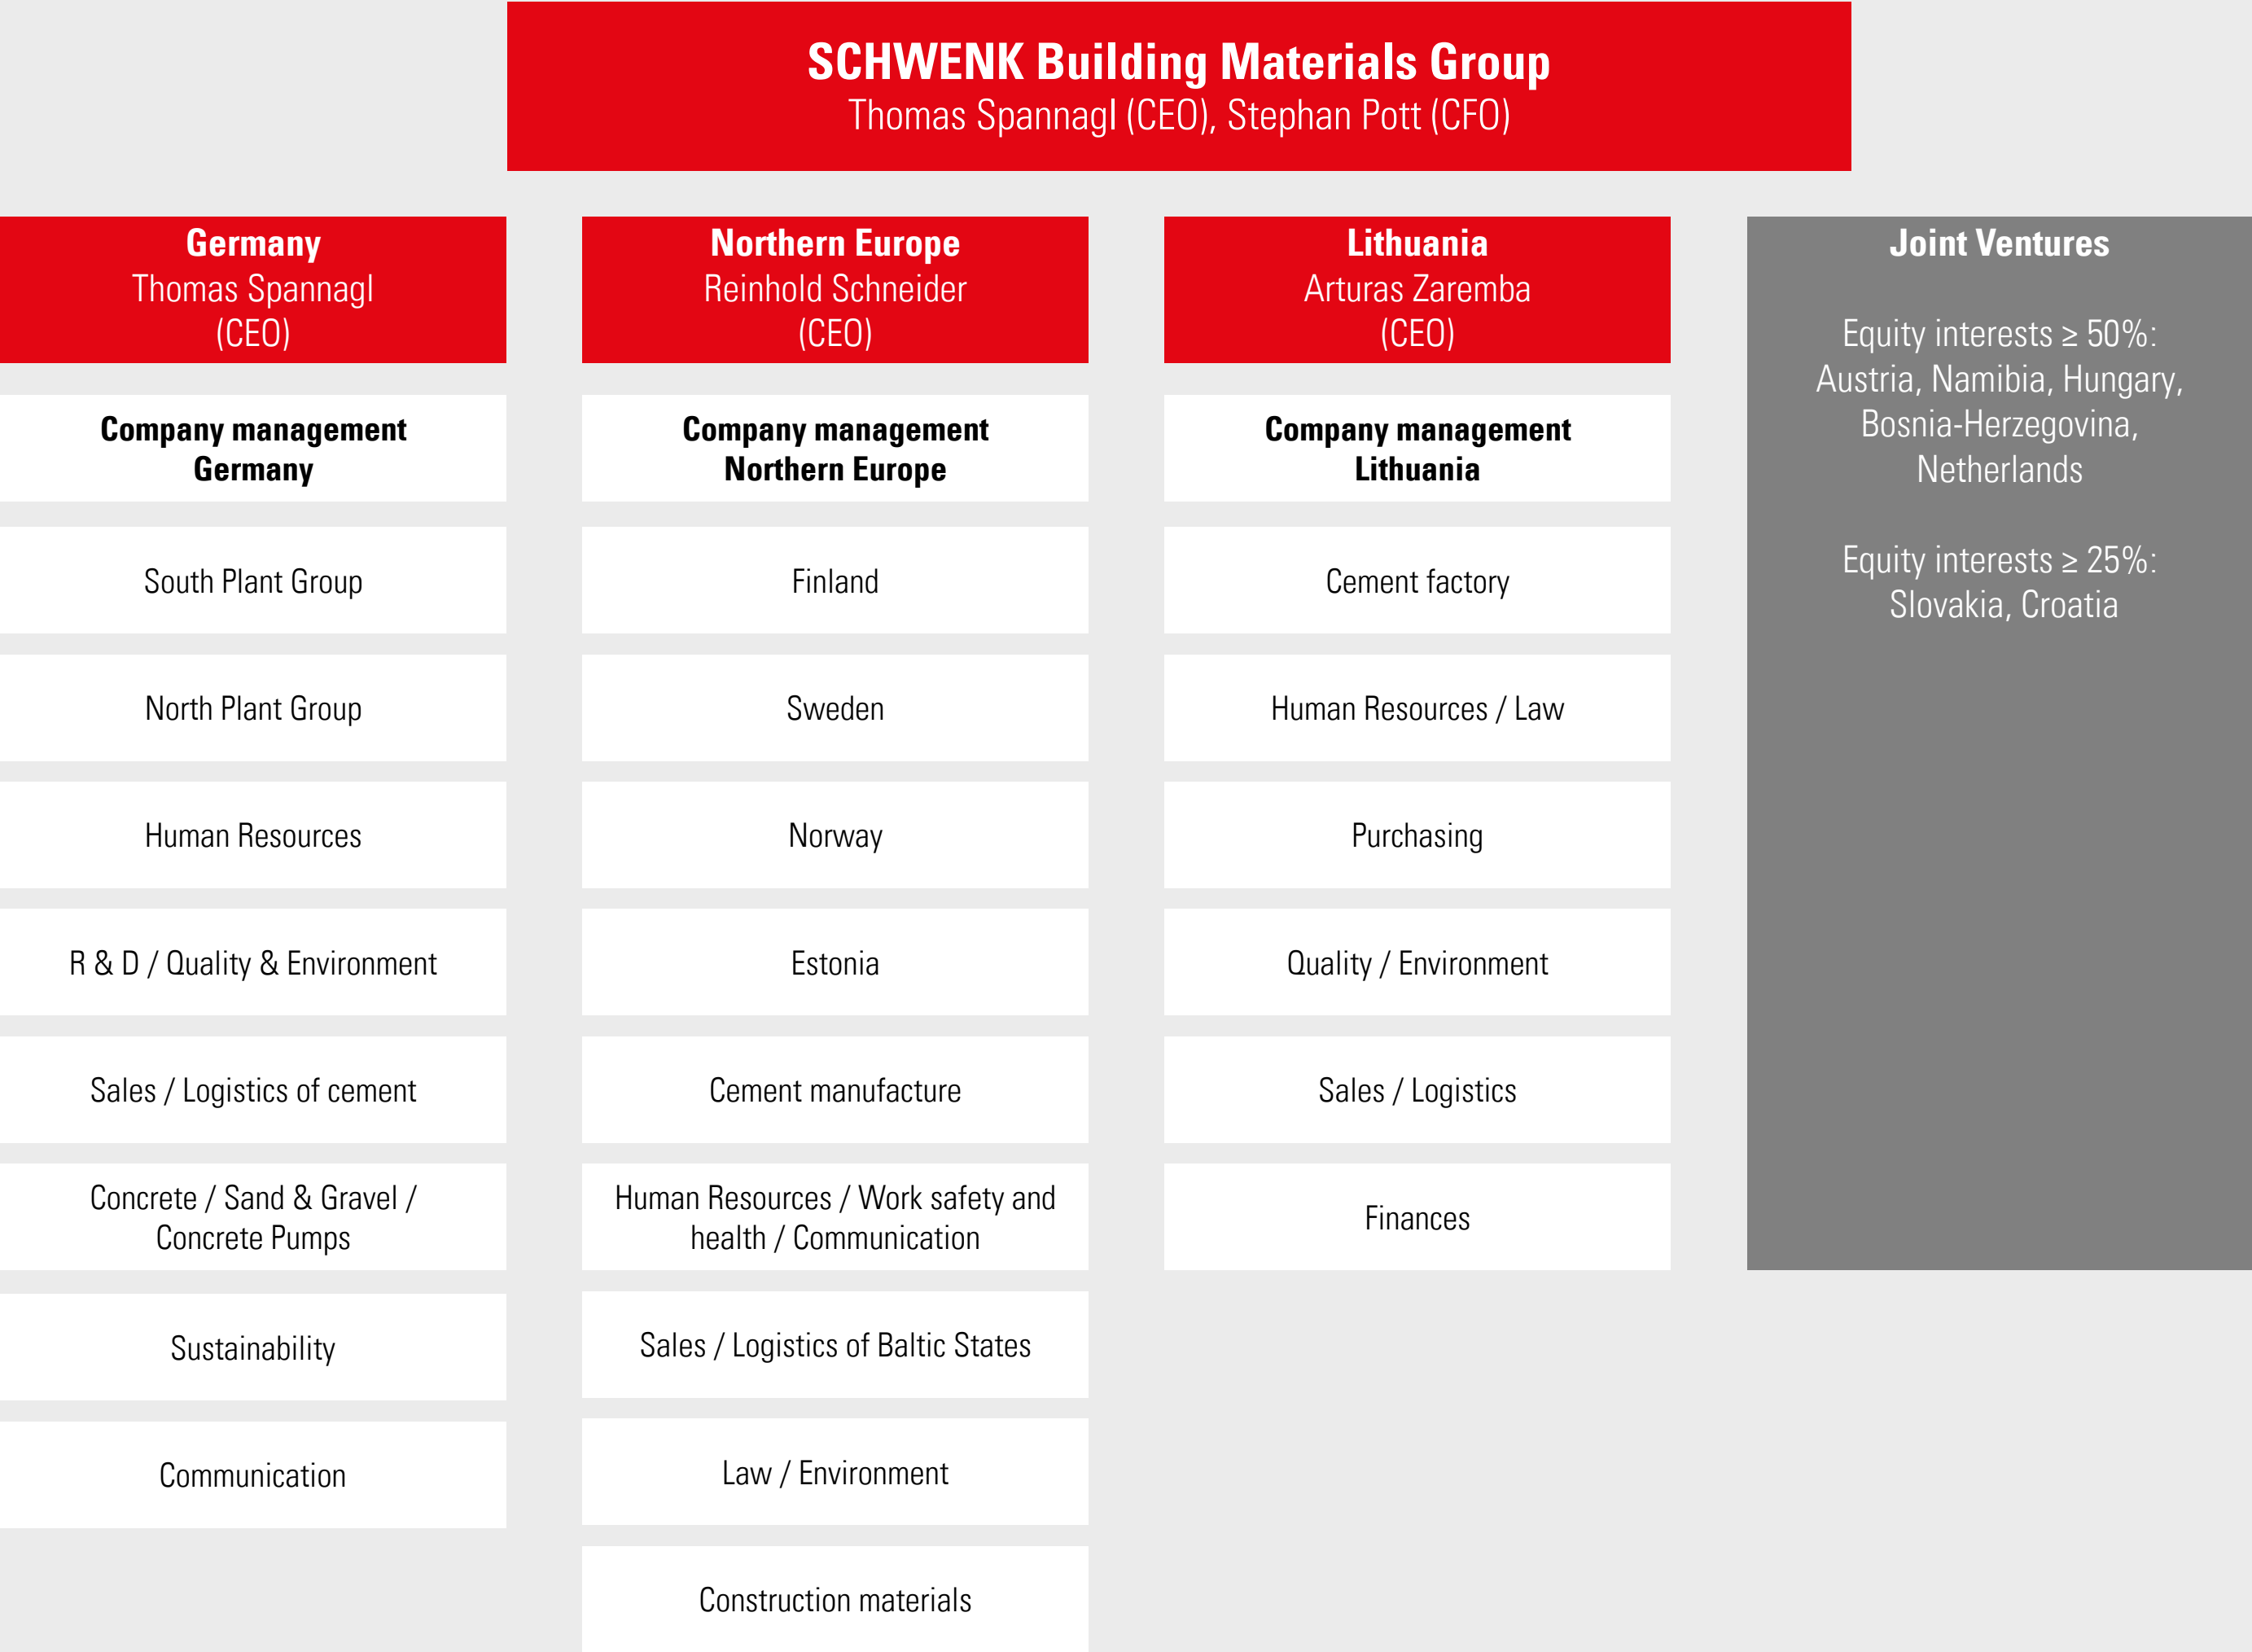 SCHWENK Building Materials Group
Thomas Spannagl (CEO), Stephan Pott (CFO)
Germany
Thomas Spannagl
(CEO)
Company management
Germany
South Plant Group
North Plant Group
Human Resources
R & D / Quality & Environment
Sales / Logistics of cement
Concrete / Sand & Gravel /
Concrete Pumps
Sustainability
Communication
Northern Europe
Reinhold Schneider
(CEO)
Company management
Northern Europe
Finland
Sweden
Norway
Estonia
Cement manufacture
Human Resources / Work safety and
health / Communication
Sales / Logistics of Baltic States
Law / Environment
Construction materials
Lithuania
Arturas Zaremba
(CEO)
Company management
Lithuania
Cement factory
Human Resources / Law
Purchasing
Quality / Environment
Sales / Logistics
Finances
Joint Ventures
Equity interests ≥ 50%:
Austria, Namibia, Hungary,
Bosnia-Herzegovina,
Netherlands
Equity interests ≥ 25%:
Slovakia, Croatia